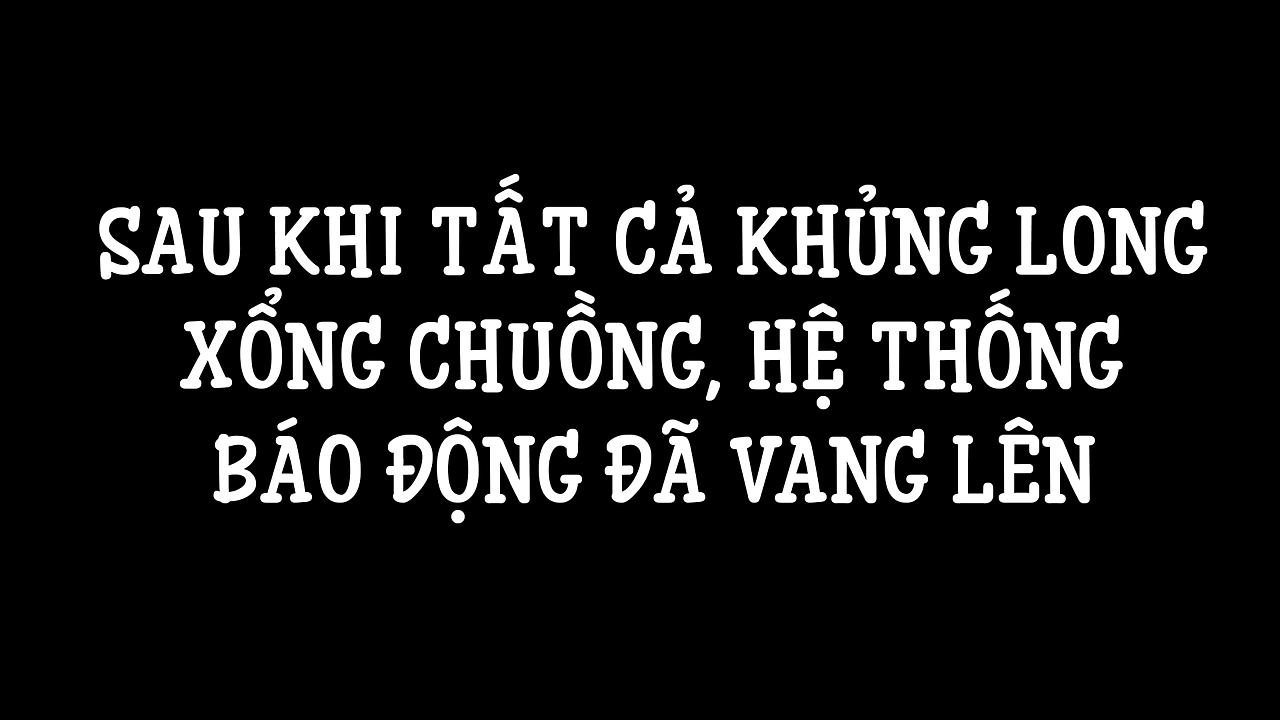 SAU KHI TẤT CẢ KHỦNG LONG
XỔNG CHUỒNG, HỆ THỐNG
BÁO ĐỘNG ĐÃ VANG LÊN